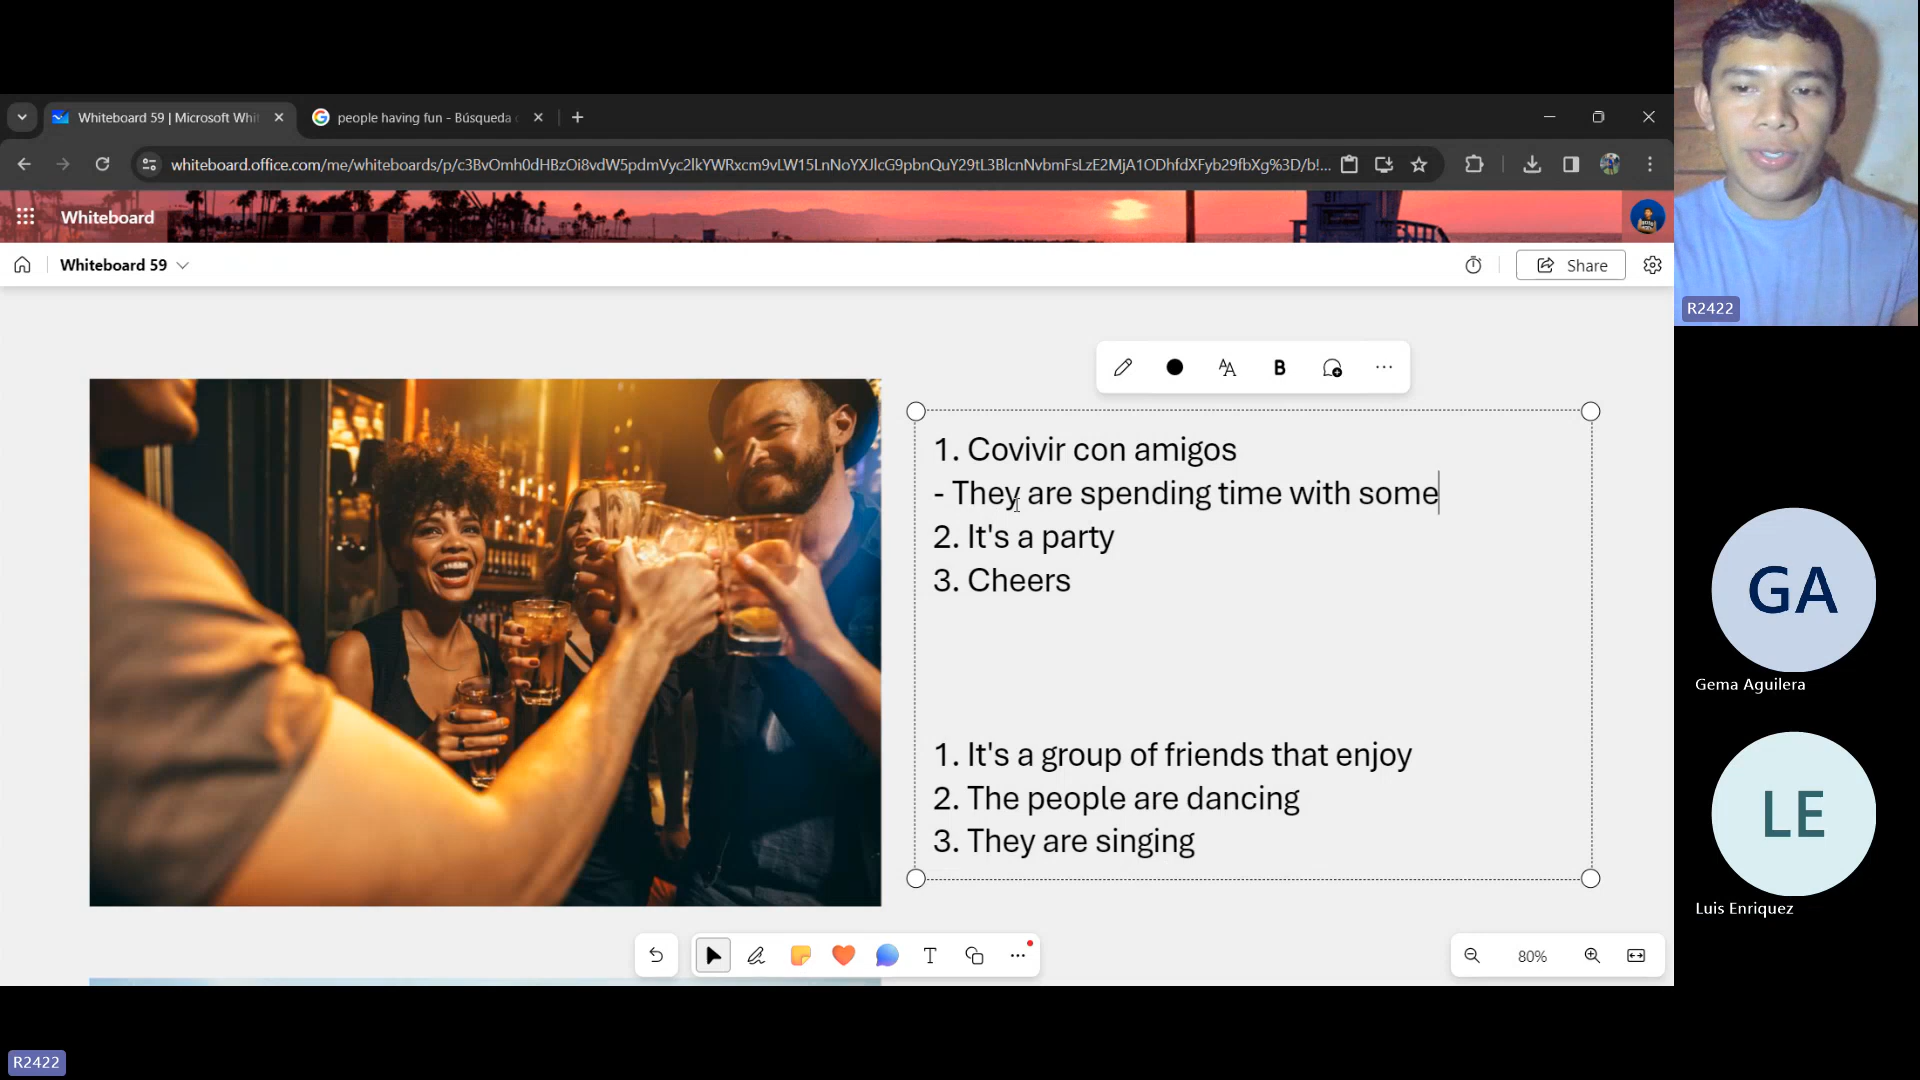 Whiteboard 59 | Microsoft Whi
people having fun - Búsqueda
whiteboard.office.com/me/whiteboards/p/c3BvOmh0dHBzOi8vdW5pdmVyc2lkYWRxcm9vLW15LnNoYXJlcG9pbnQuY29tL3BlcnNvbmFsLzE2MjA1ODhfdXFyb29fbXg%3D/b!...
Whiteboard
Whiteboard 59
Share
1. Covivir con amigos
- They are spending time with some
2. It's a party
3. Cheers
1. It's a group of friends that enjoy
2. The people are dancing
3. They are singing
B
T
80%
R2422
GA
Gema Aguilera
LE
Luis Enriquez
R2422